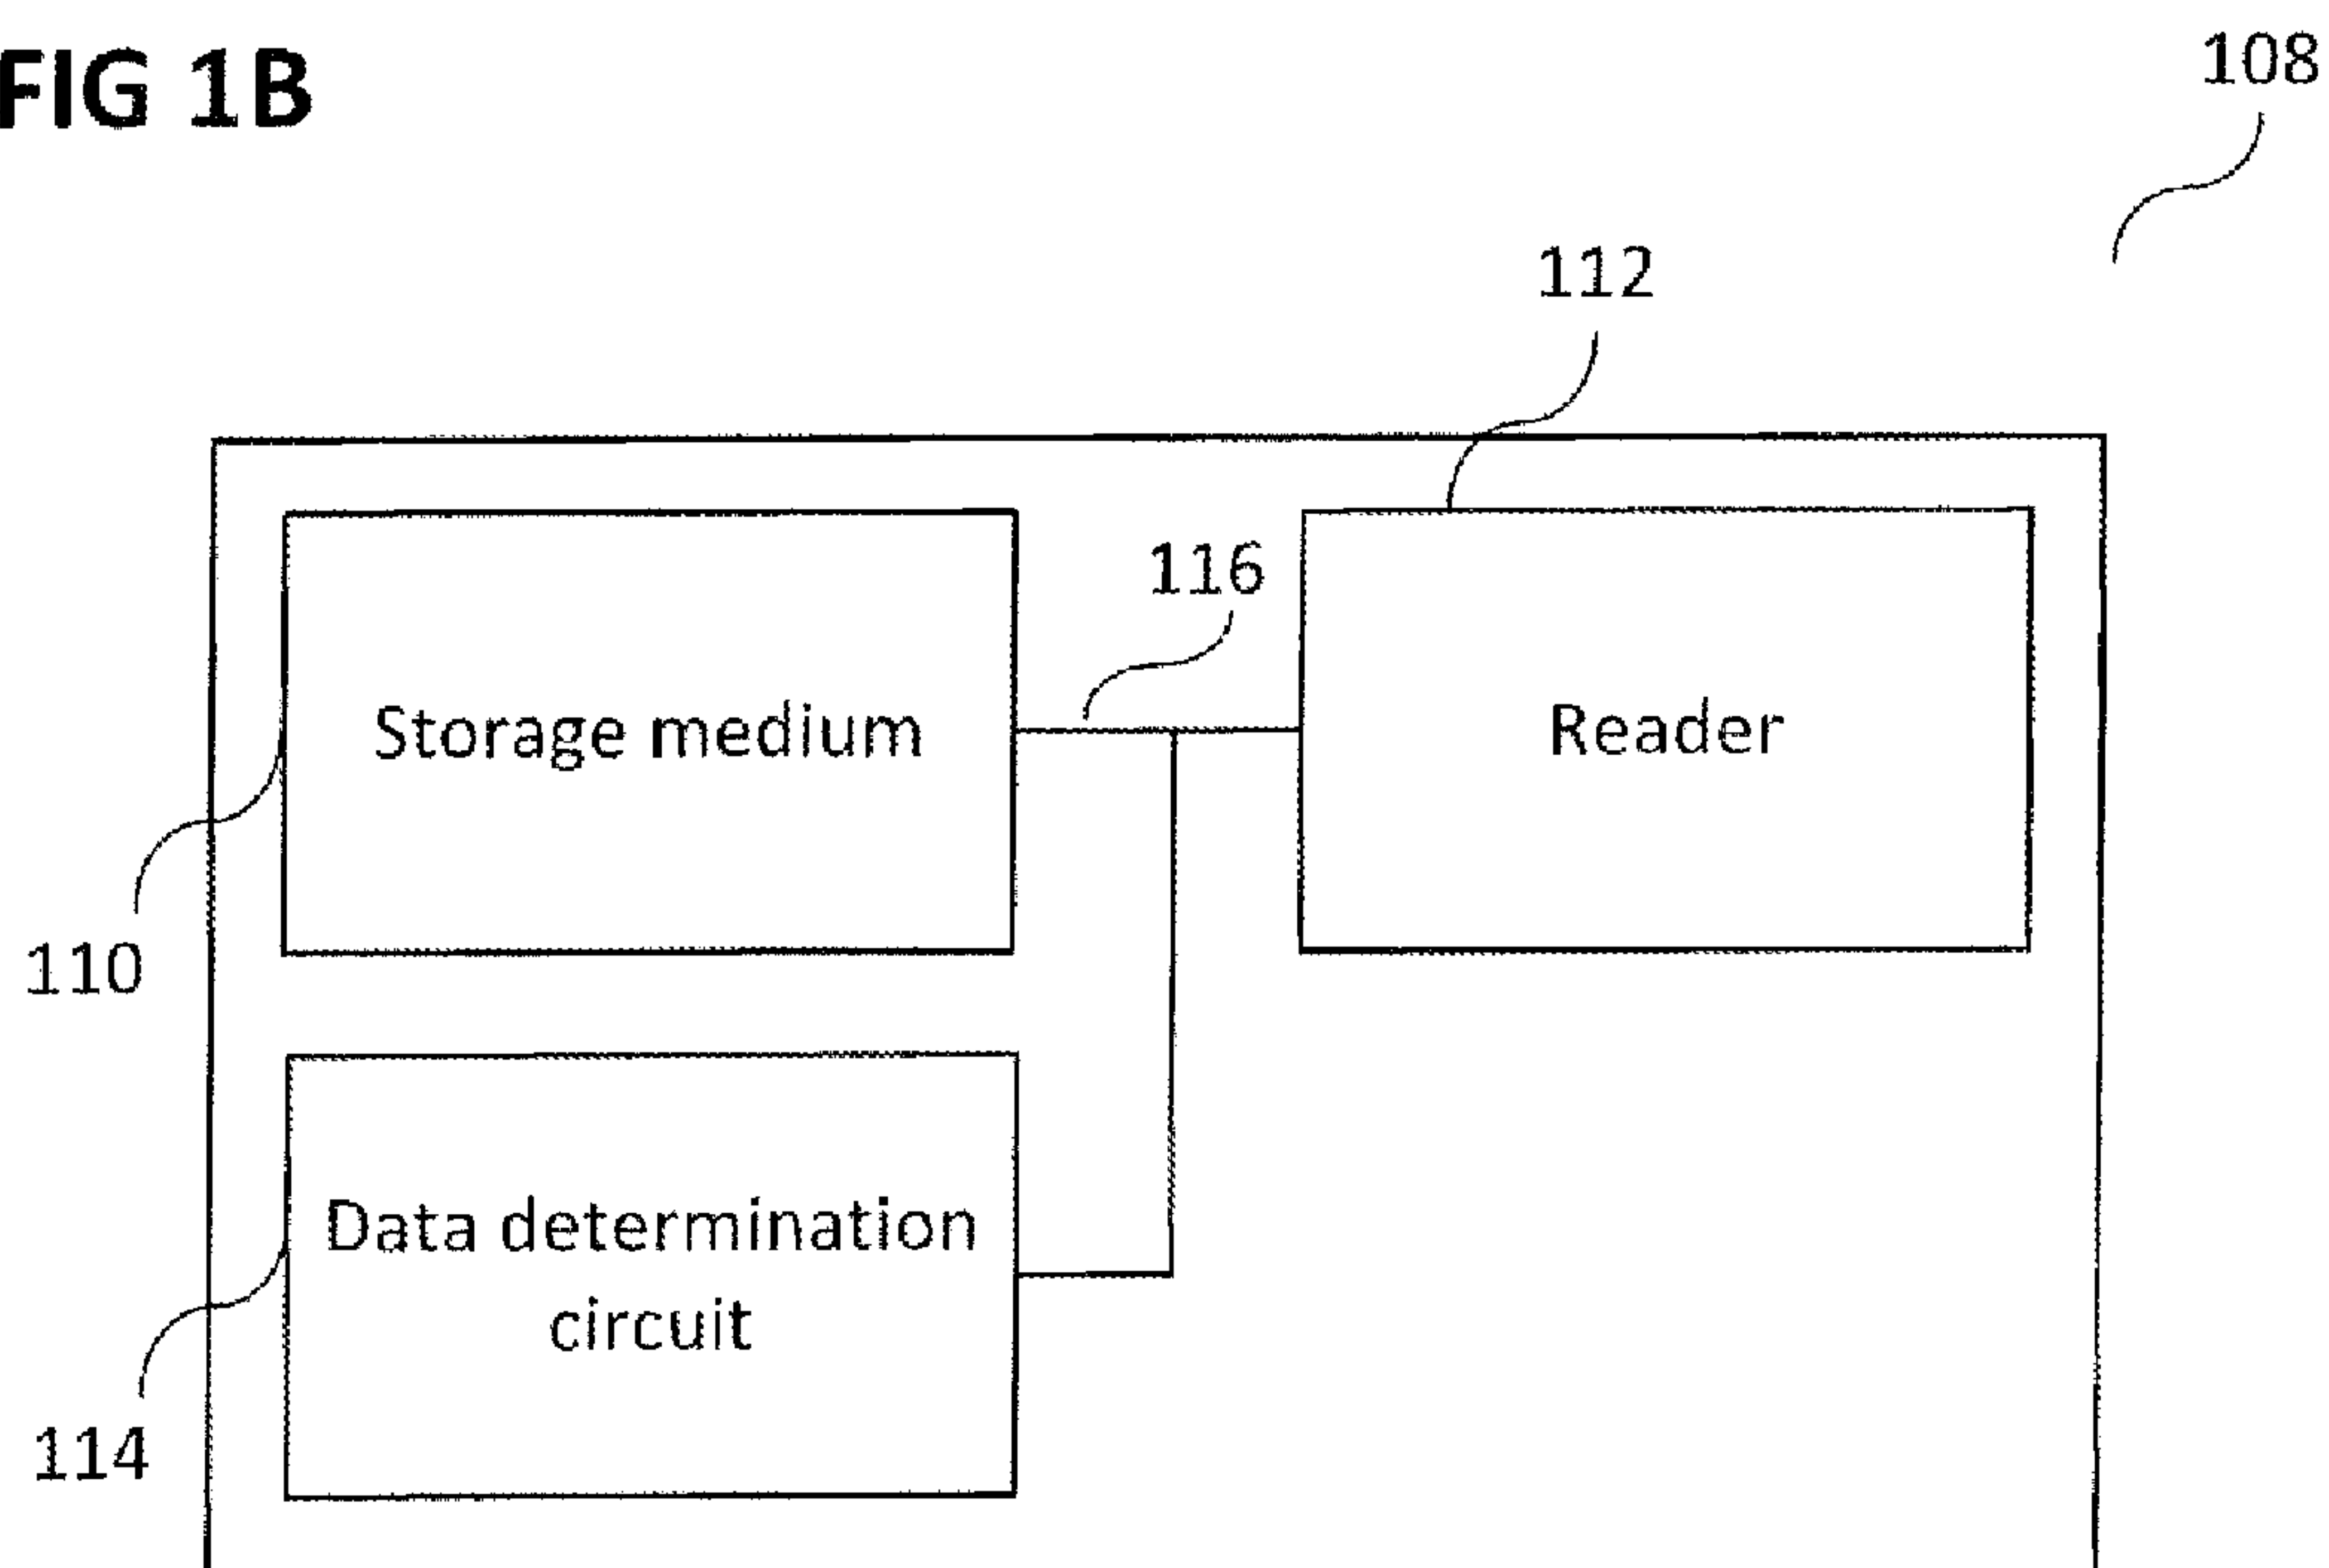 FIG 1B
108
112
116
Storage medium
Reader
110
Data determination
circuit
114